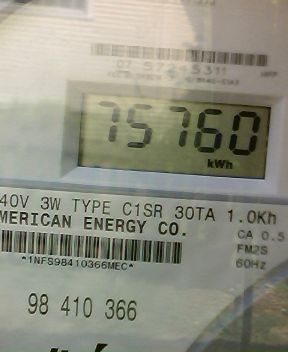 75760
kWh
40V 3W TYPE C1SR 30TA 1.0Kh
MERICAN ENERGY CO.
CA 0.5
FM2S
60Hz
*1NFS98410366MEC*
98 410 366